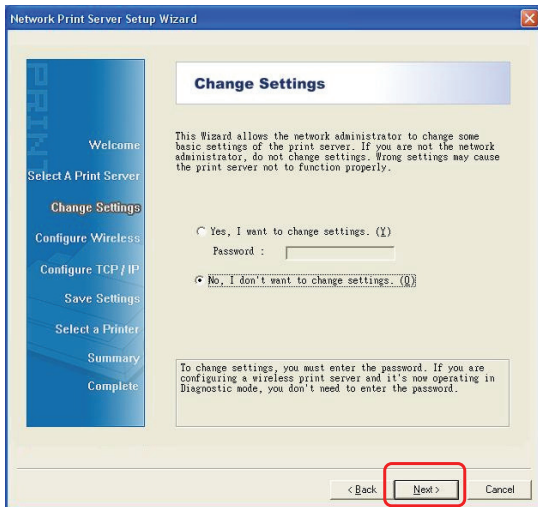 Network Print Server Setup Wizard
PRINT
Welcome
Select A Print Server
Change Settings
Configure Wireless
Configure TCP / IP
Save Settings
Select a Printer
Summary
Complete
Change Settings
This Wizard allows the network administrator to change some
basic settings of the print server. If you are not the network
administrator, do not change settings. Wrong settings may cause
the print server not to function properly.
Yes, I want to change settings. (Y)
Password :
No, I don't want to change settings. (O)
To change settings, you must enter the password. If you are
configuring a wireless print server and it's now operating in
Diagnostic mode, you don't need to enter the password.
< Back
Next >
Cancel